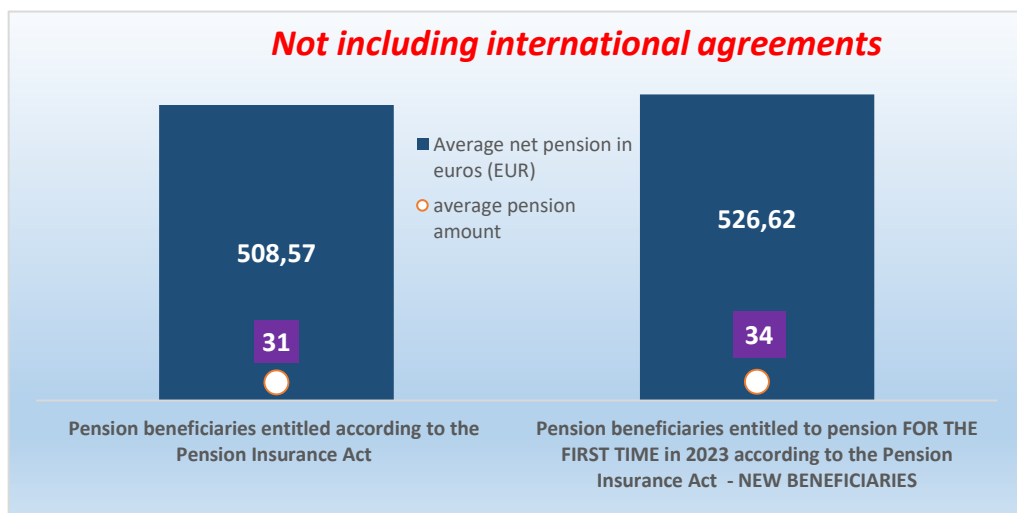 Not including international agreements
Average net pension in
euros (EUR)
average pension
amount
508,57
526,62
31
34
Pension beneficiaries entitled according to the
Pension Insurance Act
Pension beneficiaries entitled to pension FOR THE
FIRST TIME in 2023 according to the Pension
Insurance Act - NEW BENEFICIARIES